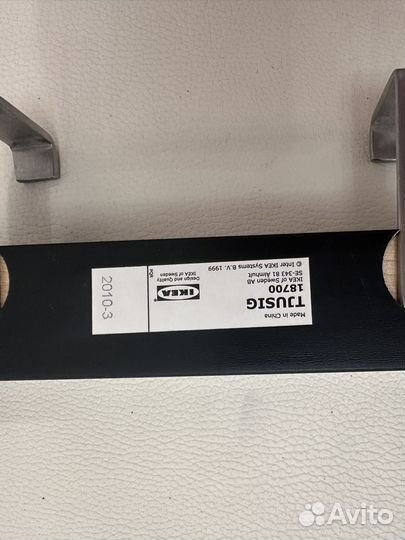 Made in China
TJUSIG
18700
IKEA of Sweden AB
SE-343 81 Älmhult
© Inter IKEA Systems B.V. 1999
IKEA
Design and Quality
IKEA of Sweden
PQR
2010-3
Avito